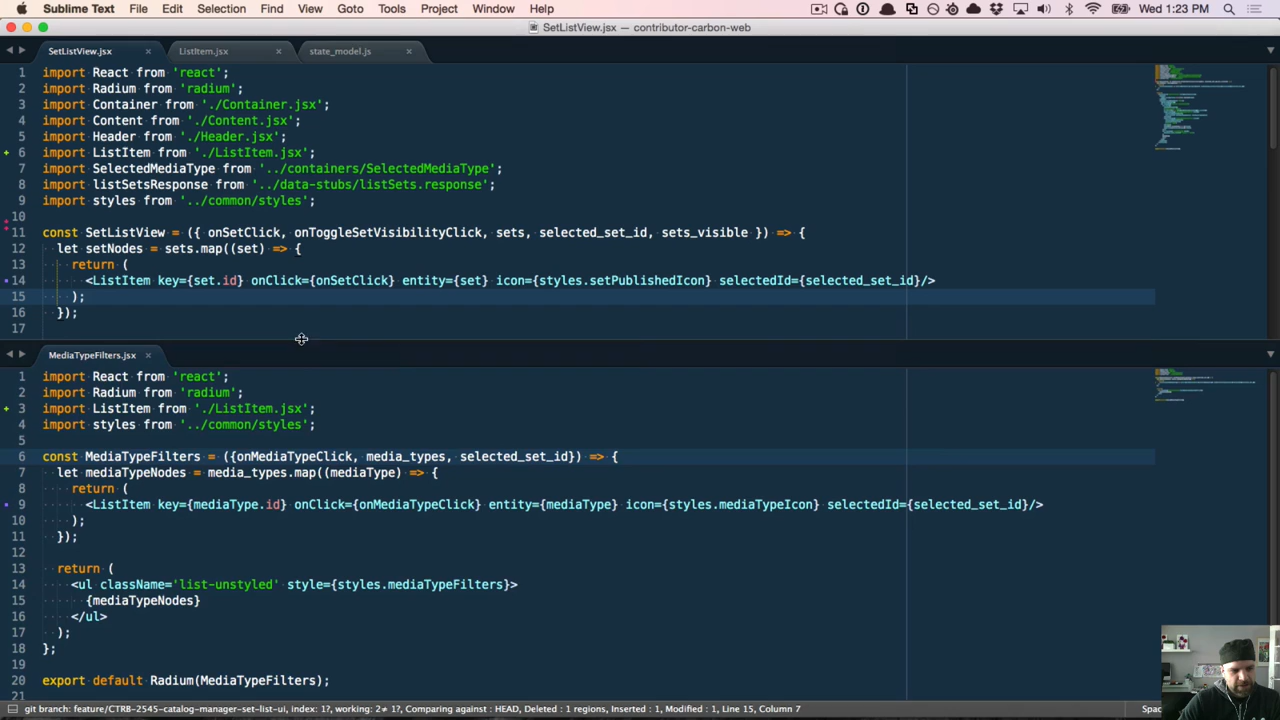 Sublime Text File Edit Selection Find View Goto Tools Project Window Help Wed 1:23 PM
SetListView.jsx — contributor-carbon-web
SetListView.jsx × ListItem.jsx × state_model.js ×
1 import React from 'react';
2 import Radium from 'radium';
3 import Container from './Container.jsx';
4 import Content from './Content.jsx';
5 import Header from './Header.jsx';
6 import ListItem from './ListItem.jsx';
7 import SelectedMediaType from '../containers/SelectedMediaType';
8 import listSetsResponse from '../data-stubs/listSets.response';
9 import styles from '../common/styles';
10
11 const SetListView = ({ onSetClick, onToggleSetVisibilityClick, sets, selected_set_id, sets_visible }) => {
12 let setNodes = sets.map((set) => {
13 return (
14 <ListItem key={set.id} onClick={onSetClick} entity={set} icon={styles.setPublishedIcon} selectedId={selected_set_id}/>
15 );
16 });
17
MediaTypeFilters.jsx ×
1 import React from 'react';
2 import Radium from 'radium';
3 import ListItem from './ListItem.jsx';
4 import styles from '../common/styles';
5
6 const MediaTypeFilters = ({onMediaTypeClick, media_types, selected_set_id}) => {
7 let mediaTypeNodes = media_types.map((mediaType) => {
8 return (
9 <ListItem key={mediaType.id} onClick={onMediaTypeClick} entity={mediaType} icon={styles.mediaTypeIcon} selectedId={selected_set_id}/>
10 );
11 });
12
13 return (
14 <ul className='list-unstyled' style={styles.mediaTypeFilters}>
15 {mediaTypeNodes}
16 </ul>
17 );
18 };
19
20 export default Radium(MediaTypeFilters);
21
git branch: feature/CTRB-2545-catalog-manager-set-list-ui, index: 1?, working: 2≠ 1?, Comparing against: HEAD, Deleted : 1 regions, Inserted : 1, Modified : 1, Line 15, Column 7 Spac